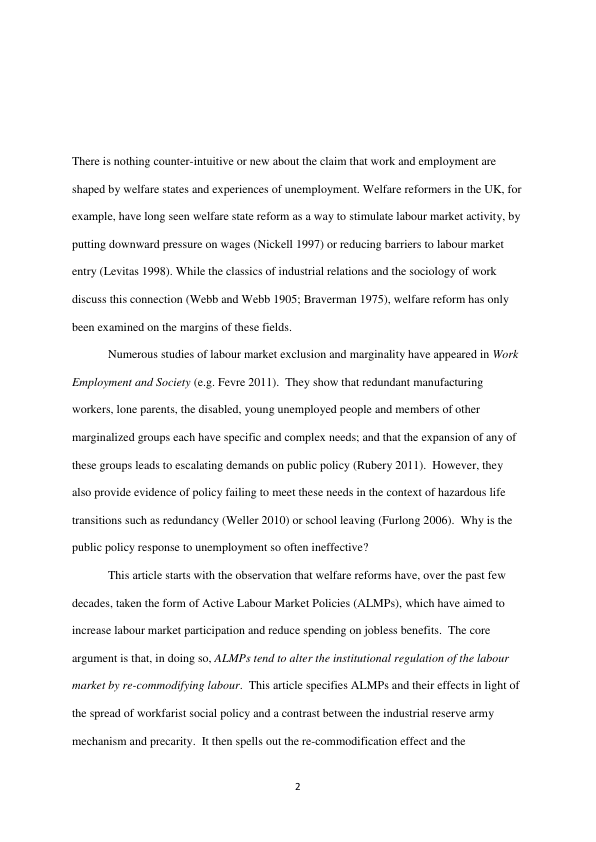 There is nothing counter-intuitive or new about the claim that work and employment are
shaped by welfare states and experiences of unemployment. Welfare reformers in the UK, for
example, have long seen welfare state reform as a way to stimulate labour market activity, by
putting downward pressure on wages (Nickell 1997) or reducing barriers to labour market
entry (Levitas 1998). While the classics of industrial relations and the sociology of work
discuss this connection (Webb and Webb 1905; Braverman 1975), welfare reform has only
been examined on the margins of these fields.
Numerous studies of labour market exclusion and marginality have appeared in Work
Employment and Society (e.g. Fevre 2011).  They show that redundant manufacturing
workers, lone parents, the disabled, young unemployed people and members of other
marginalized groups each have specific and complex needs; and that the expansion of any of
these groups leads to escalating demands on public policy (Rubery 2011).  However, they
also provide evidence of policy failing to meet these needs in the context of hazardous life
transitions such as redundancy (Weller 2010) or school leaving (Furlong 2006).  Why is the
public policy response to unemployment so often ineffective?
This article starts with the observation that welfare reforms have, over the past few
decades, taken the form of Active Labour Market Policies (ALMPs), which have aimed to
increase labour market participation and reduce spending on jobless benefits.  The core
argument is that, in doing so, ALMPs tend to alter the institutional regulation of the labour
market by re-commodifying labour.  This article specifies ALMPs and their effects in light of
the spread of workfarist social policy and a contrast between the industrial reserve army
mechanism and precarity.  It then spells out the re-commodification effect and the
2